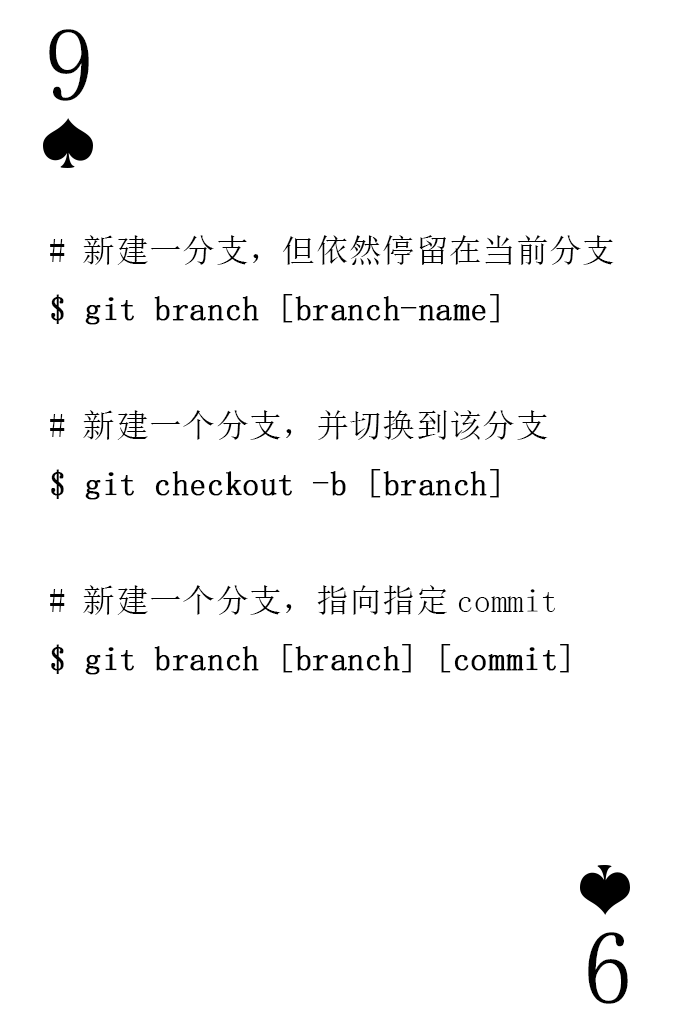 9
# 新建一分支，但依然停留在当前分支
$ git branch [branch-name]
# 新建一个分支，并切换到该分支
$ git checkout -b [branch]
# 新建一个分支，指向指定 commit
$ git branch [branch] [commit]
9